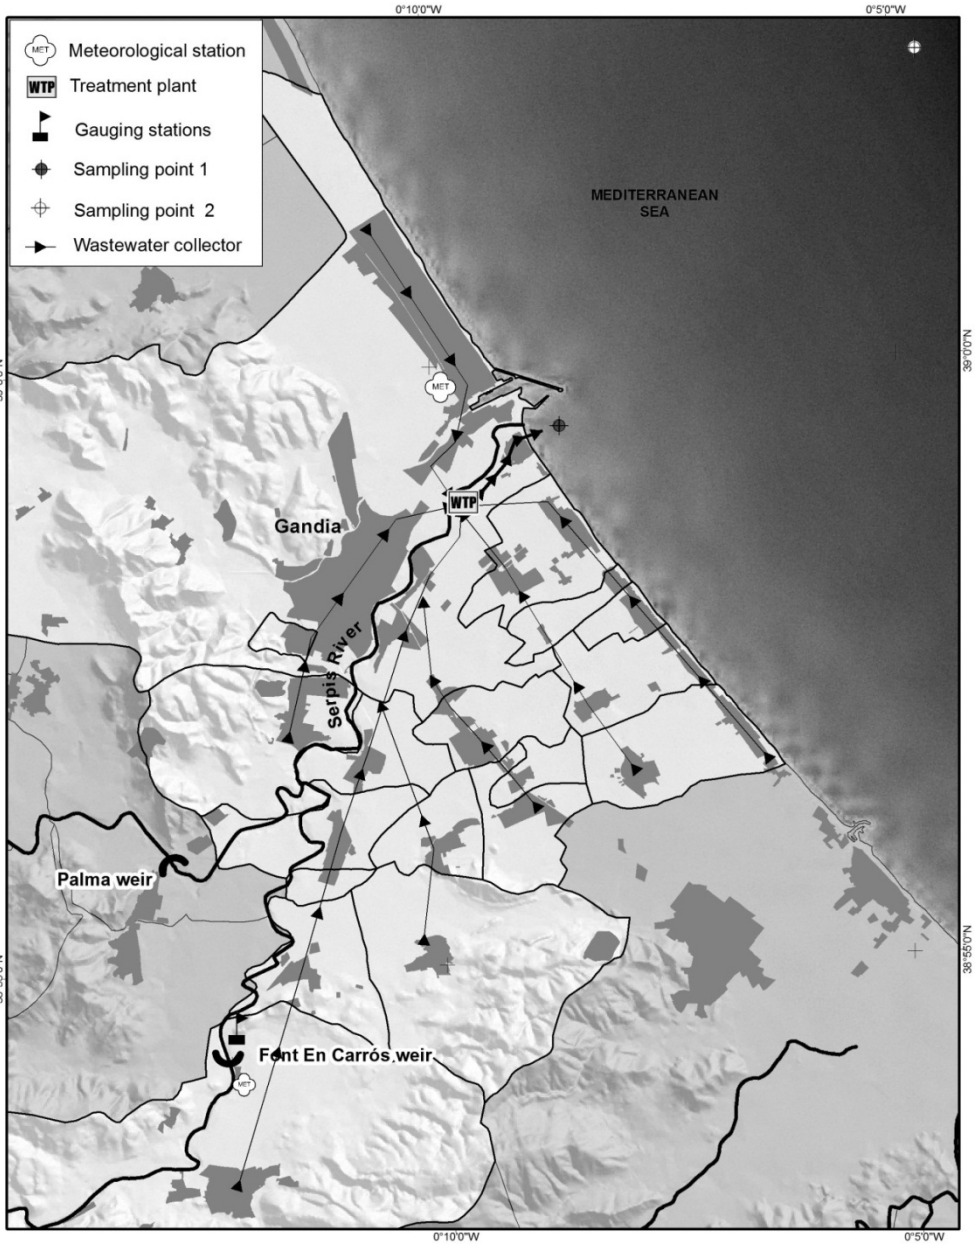 0°10'0"W
0°5'0"W
MET
Meteorological station
WTP
Treatment plant
Gauging stations
Sampling point 1
Sampling point 2
Wastewater collector
MEDITERRANEAN
SEA
39°0'0"N
MET
WTP
Gandia
Serpis River
Palma weir
38°55'0"N
Font En Carrós weir
MET
0°10'0"W
0°5'0"W